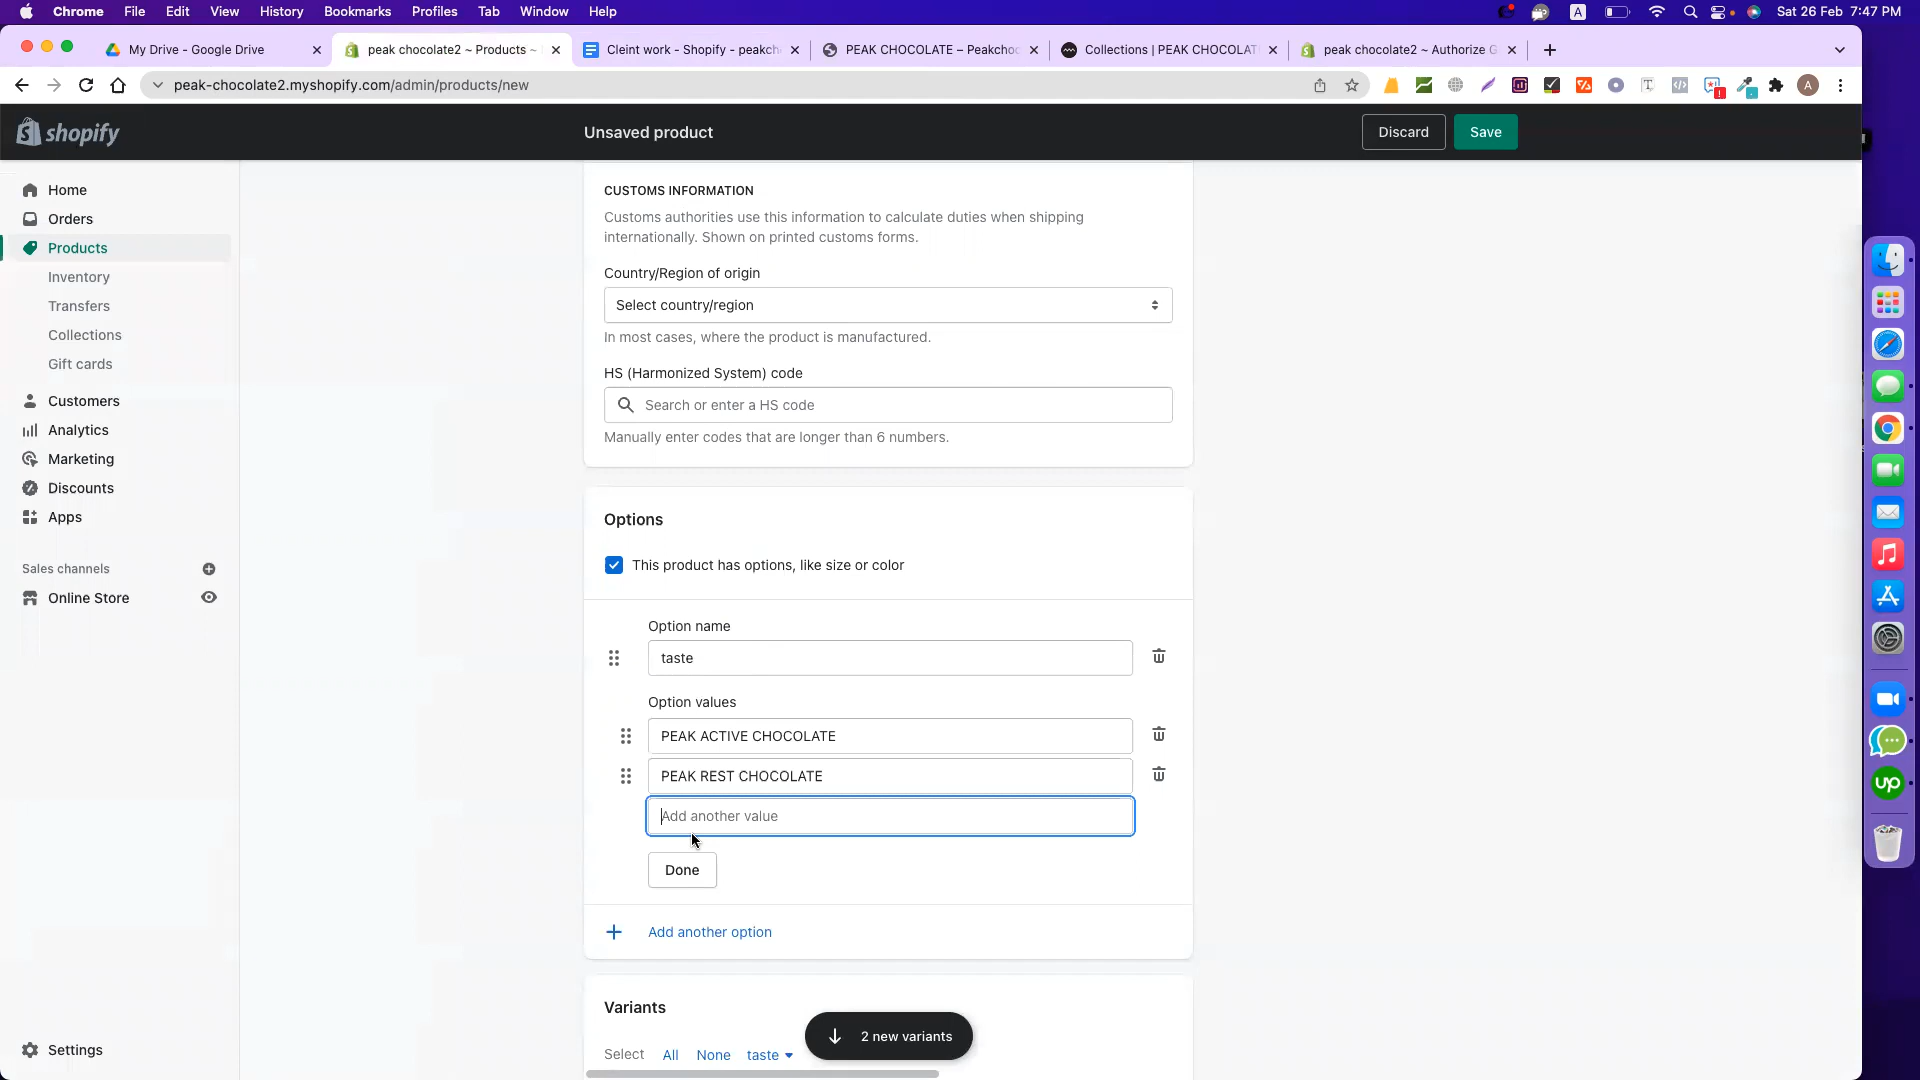 Chrome File Edit View History Bookmarks Profiles Tab Window Help A Sat 26 Feb 7:47 PM
My Drive - Google Drive peak chocolate2 ~ Products ~ Cleint work - Shopify - peakch PEAK CHOCOLATE – Peakchoc Collections | PEAK CHOCOLAT peak chocolate2 ~ Authorize G
peak-chocolate2.myshopify.com/admin/products/new A
shopify Unsaved product Discard Save
Home
Orders
Products
Inventory
Transfers
Collections
Gift cards
Customers
Analytics
Marketing
Discounts
Apps
Sales channels
Online Store
Settings
CUSTOMS INFORMATION
Customs authorities use this information to calculate duties when shipping
internationally. Shown on printed customs forms.
Country/Region of origin
Select country/region
In most cases, where the product is manufactured.
HS (Harmonized System) code
Search or enter a HS code
Manually enter codes that are longer than 6 numbers.
Options
This product has options, like size or color
Option name
taste
Option values
PEAK ACTIVE CHOCOLATE
PEAK REST CHOCOLATE
Add another value
Done
Add another option
Variants
2 new variants
Select All None taste
up